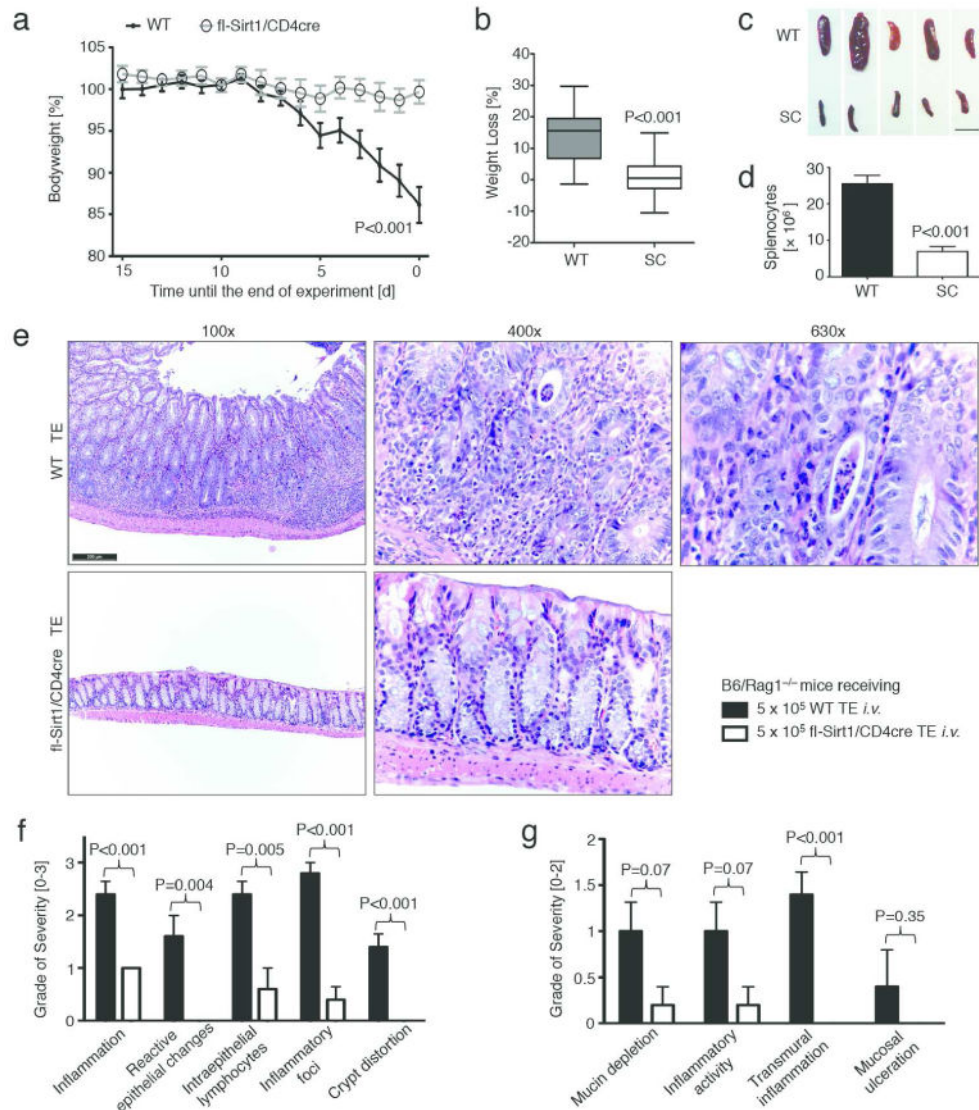 a
WT fl-Sirt1/CD4cre
105
100
95
90
85
80
Bodyweight
[%]
P<0.001
15 10 5 0
Time until the end of experiment [d]
b
40
30
20
10
0
-10
-20
Weight Loss [%]
P<0.001
WT SC
c
WT
SC
d
30
20
10
0
Splenocytes
[× 10⁶]
P<0.001
WT SC
e
100x 400x 630x
WT TE
fl-Sirt1/CD4cre TE
B6/Rag1⁻/⁻ mice receiving
5 x 10⁵ WT TE i.v.
5 x 10⁵ fl-Sirt1/CD4cre TE i.v.
f
Grade of Severity [0-3]
3
2
1
0
P<0.001
P=0.004
P=0.005
P<0.001
P<0.001
Inflammation
Reactive
epithelial changes
Intraepithelial
lymphocytes
Inflammatory
foci
Crypt distortion
g
Grade of Severity [0-2]
2
1.5
1
0.5
0
P=0.07
P=0.07
P<0.001
P=0.35
Mucin depletion
Inflammatory
activity
Transmural
inflammation
Mucosal
ulceration